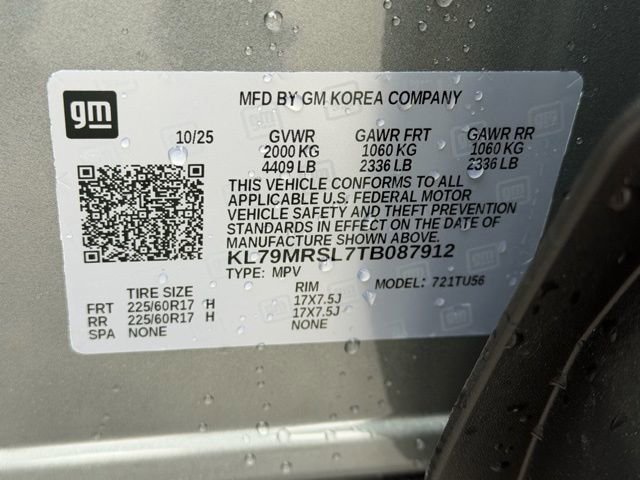 gm
MFD BY GM KOREA COMPANY
10/25 GVWR GAWR FRT GAWR RR
2000 KG 1060 KG 1060 KG
4409 LB 2336 LB 2336 LB
THIS VEHICLE CONFORMS TO ALL
APPLICABLE U.S. FEDERAL MOTOR
VEHICLE SAFETY AND THEFT PREVENTION
STANDARDS IN EFFECT ON THE DATE OF
MANUFACTURE SHOWN ABOVE.
KL79MRSL7TB087912
TYPE: MPV MODEL: 721TU56
TIRE SIZE RIM
FRT 225/60R17 H 17X7.5J
RR 225/60R17 H 17X7.5J
SPA NONE NONE